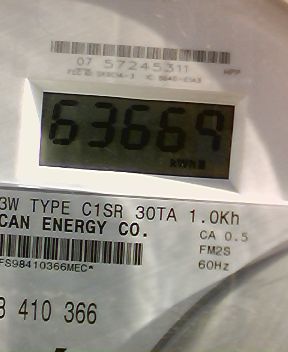 07 57245311
63669
KWHR
3W TYPE C1SR 30TA 1.0Kh
CAN ENERGY CO.
CA 0.5
FM2S
60Hz
FS98410366MEC*
410 366